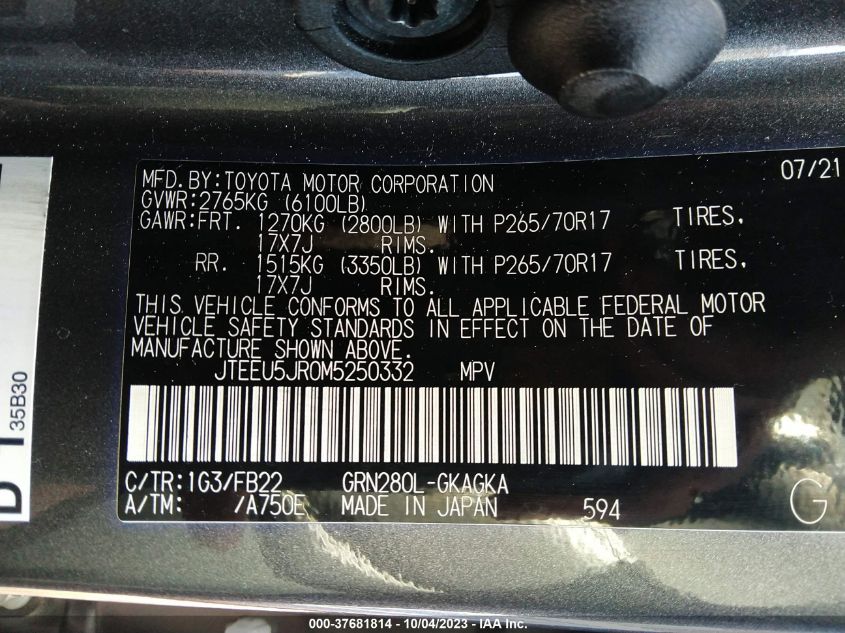 MFD.BY:TOYOTA MOTOR CORPORATION 07/21
GVWR:2765KG (6100LB)
GAWR:FRT. 1270KG (2800LB) WITH P265/70R17 TIRES,
17X7J RIMS.
RR. 1515KG (3350LB) WITH P265/70R17 TIRES,
17X7J RIMS.
THIS VEHICLE CONFORMS TO ALL APPLICABLE FEDERAL MOTOR
VEHICLE SAFETY STANDARDS IN EFFECT ON THE DATE OF
MANUFACTURE SHOWN ABOVE.
JTEEU5JR0M5250332 MPV
C/TR:1G3/FB22 GRN280L-GKAGKA
A/TM: /A750E MADE IN JAPAN 594 G
35B30
000-37681814 - 10/04/2023 - IAA Inc.